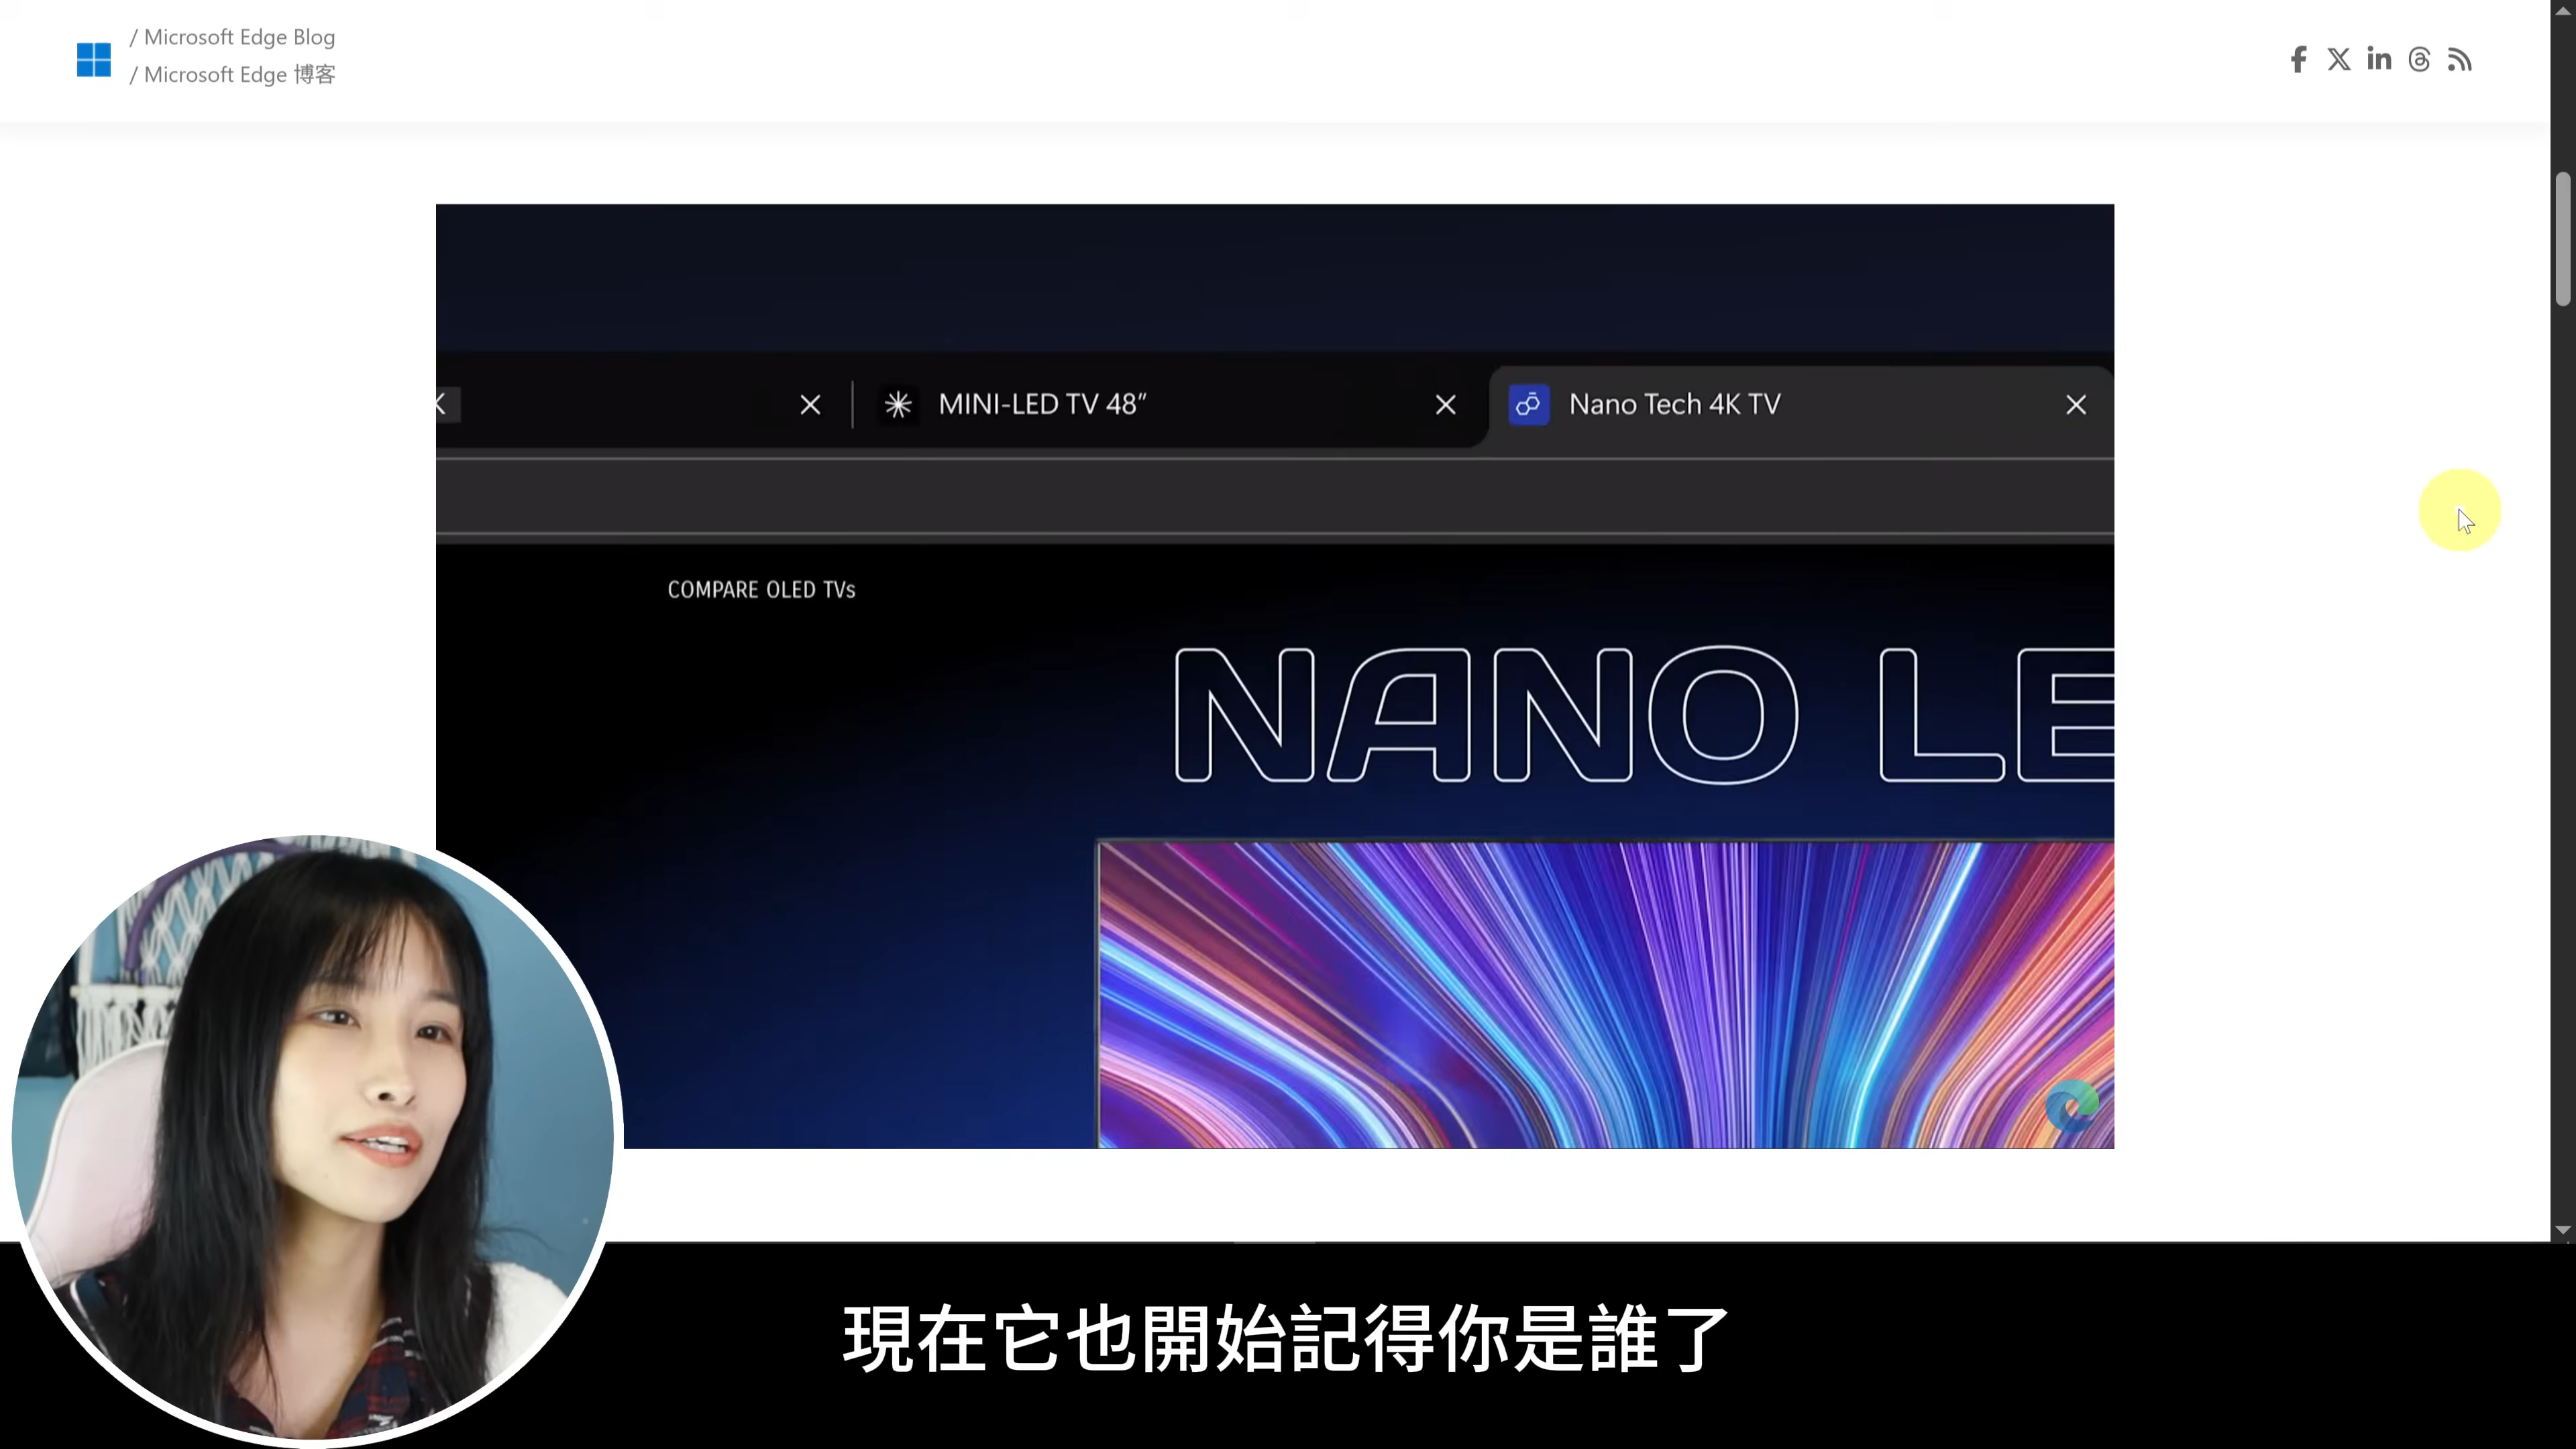 / Microsoft Edge Blog
/ Microsoft Edge 博客
MINI-LED TV 48”
Nano Tech 4K TV
COMPARE OLED TVs
NANO LE
現在它也開始記得你是誰了